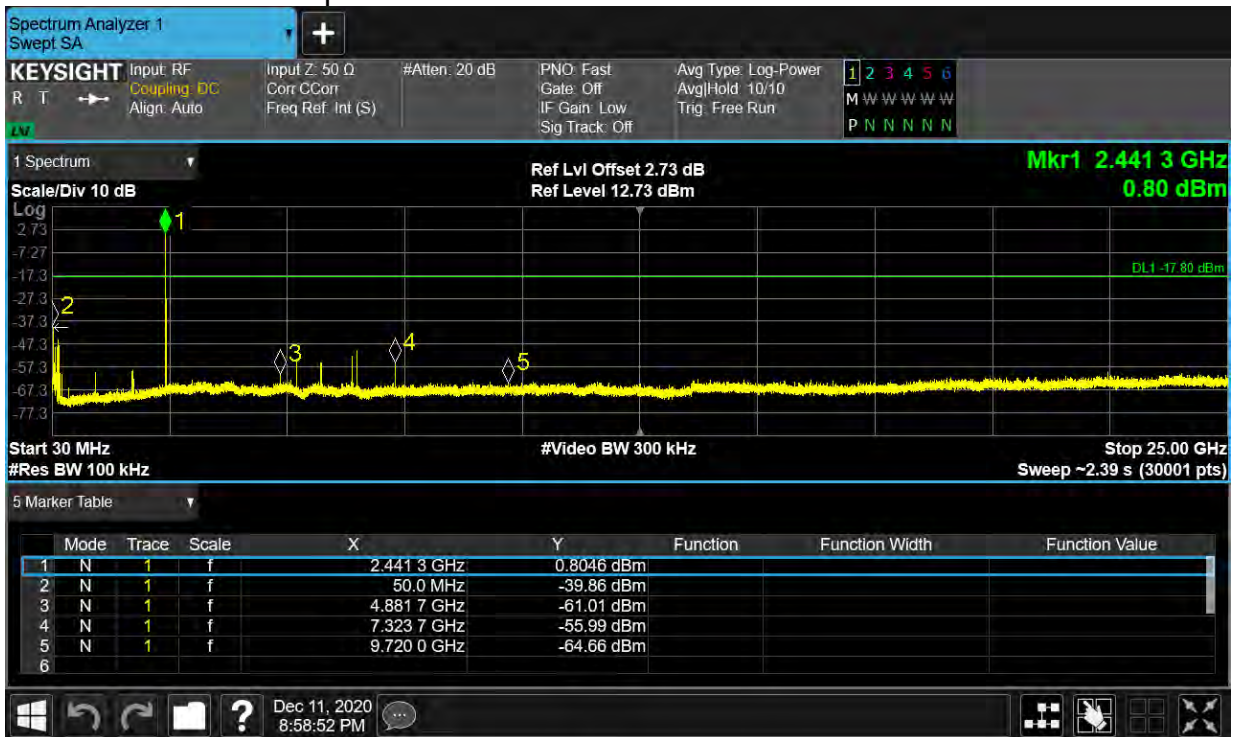 Spectrum Analyzer 1
Swept SA
KEYSIGHT Input: RF Input Z: 50 Ω #Atten: 20 dB PNO: Fast Avg Type: Log-Power 1 2 3 4 5 6
R T Coupling: DC Corr CCorr Gate: Off Avg|Hold: 10/10 M W W W W W
Align: Auto Freq Ref: Int (S) IF Gain: Low Trig: Free Run P N N N N N
Sig Track: Off
LXI
1 Spectrum Ref Lvl Offset 2.73 dB Mkr1 2.441 3 GHz
Scale/Div 10 dB Ref Level 12.73 dBm 0.80 dBm
Log
1
2.73
-7.27
DL1 -17.80 dBm
-17.3
-27.3
2
-37.3
-47.3
3 4 5
-57.3
-67.3
-77.3
Start 30 MHz #Video BW 300 kHz Stop 25.00 GHz
#Res BW 100 kHz Sweep ~2.39 s (30001 pts)
5 Marker Table
Mode Trace Scale X Y Function Function Width Function Value
1 N 1 f 2.441 3 GHz 0.8046 dBm
2 N 1 f 50.0 MHz -39.86 dBm
3 N 1 f 4.881 7 GHz -61.01 dBm
4 N 1 f 7.323 7 GHz -55.99 dBm
5 N 1 f 9.720 0 GHz -64.66 dBm
6
? Dec 11, 2020
8:58:52 PM